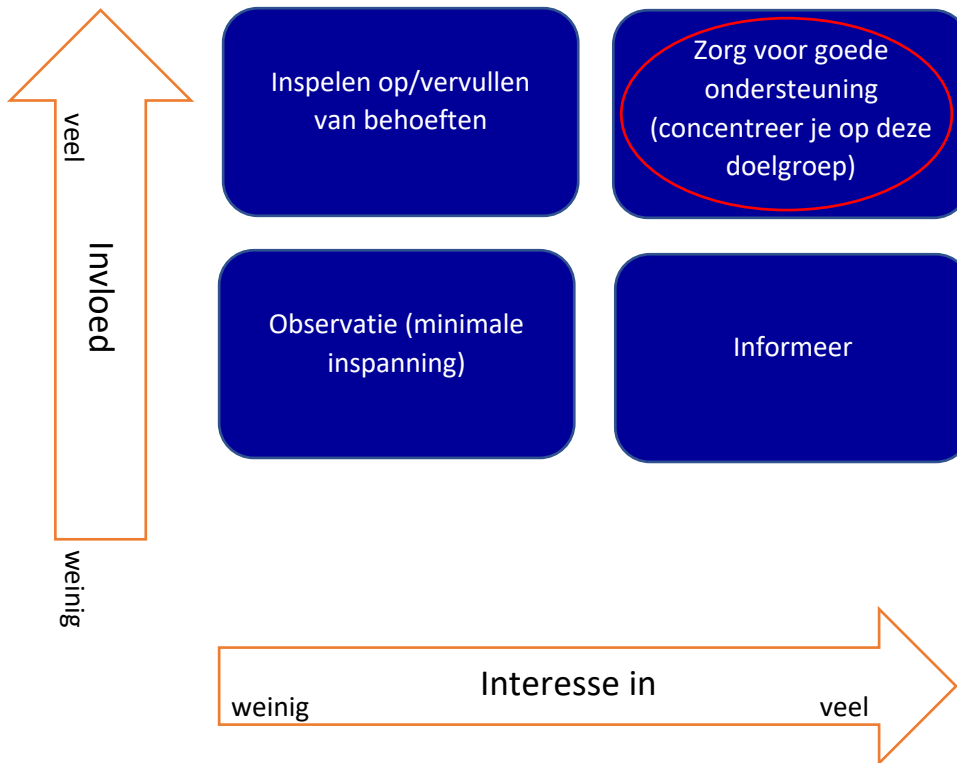 Inspelen op/vervullen
van behoeften
Zorg voor goede
ondersteuning
(concentreer je op deze
doelgroep)
veel
Invloed
weinig
Observatie (minimale
inspanning)
Informeer
Interesse in
weinig
veel